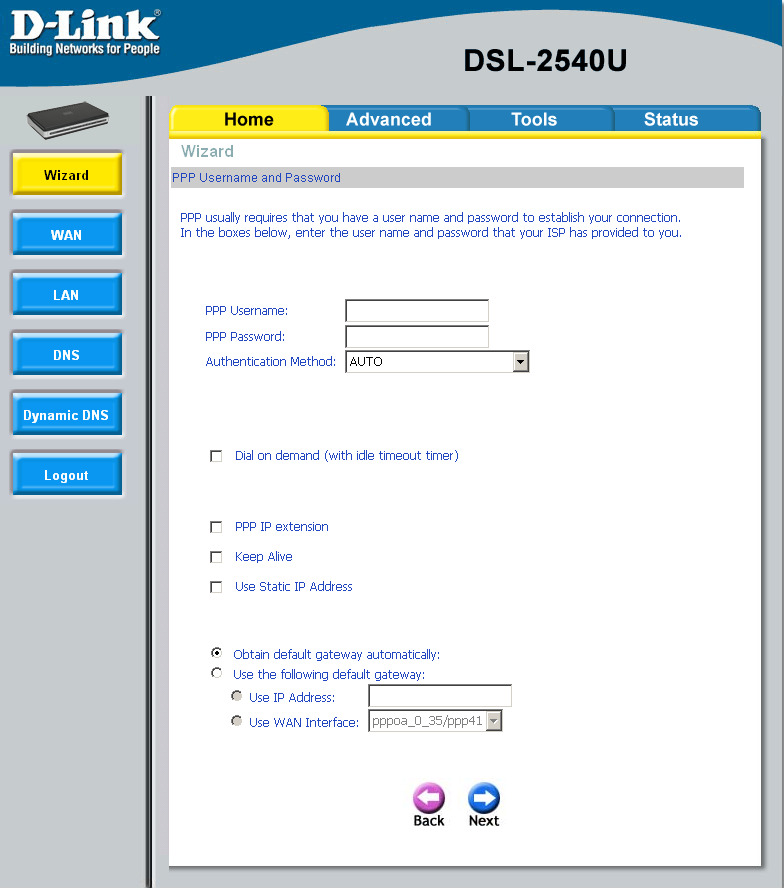 D-Link®
Building Networks for People
DSL-2540U
Home
Advanced
Tools
Status
Wizard
WAN
LAN
DNS
Dynamic DNS
Logout
Wizard
PPP Username and Password
PPP usually requires that you have a user name and password to establish your connection.
In the boxes below, enter the user name and password that your ISP has provided to you.
PPP Username:
PPP Password:
Authentication Method: AUTO
Dial on demand (with idle timeout timer)
PPP IP extension
Keep Alive
Use Static IP Address
Obtain default gateway automatically:
Use the following default gateway:
Use IP Address:
Use WAN Interface: pppoa_0_35/ppp41
Back
Next